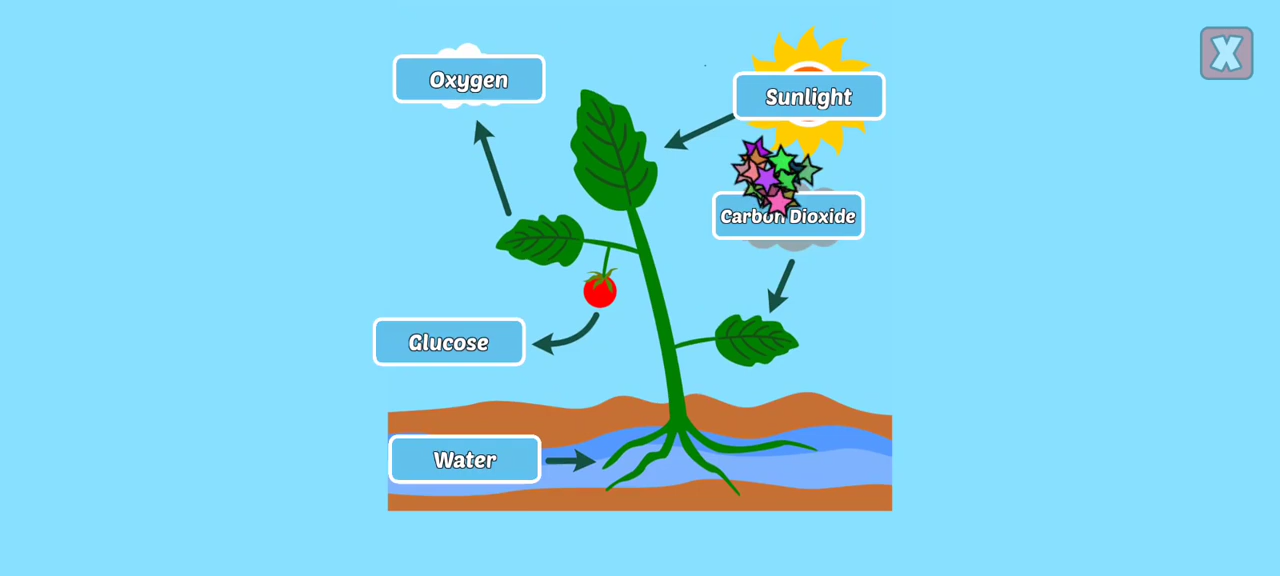 Oxygen
Sunlight
Carbon Dioxide
Glucose
Water
X